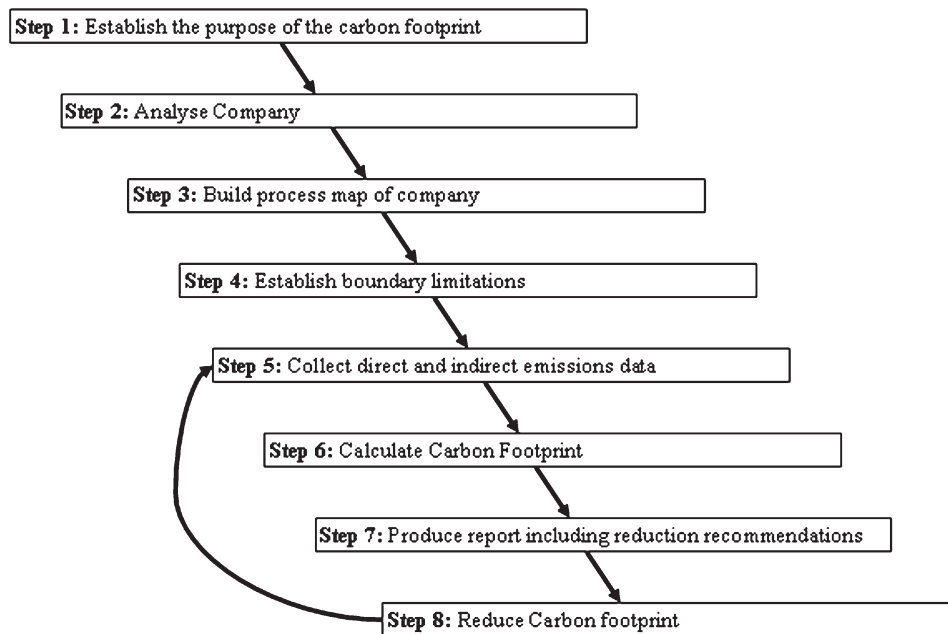 Step 1: Establish the purpose of the carbon footprint
Step 2: Analyse Company
Step 3: Build process map of company
Step 4: Establish boundary limitations
Step 5: Collect direct and indirect emissions data
Step 6: Calculate Carbon Footprint
Step 7: Produce report including reduction recommendations
Step 8: Reduce Carbon footprint